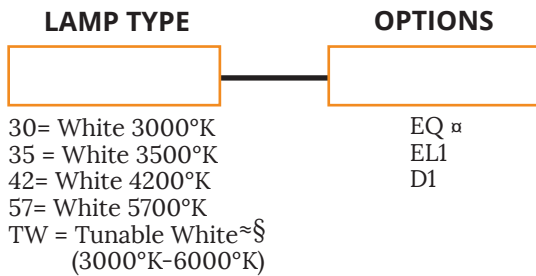 LAMP TYPE
30= White 3000°K
35 = White 3500°K
42= White 4200°K
57= White 5700°K
TW = Tunable White≈§
(3000°K-6000°K)
OPTIONS
EQ ¤
EL1
D1